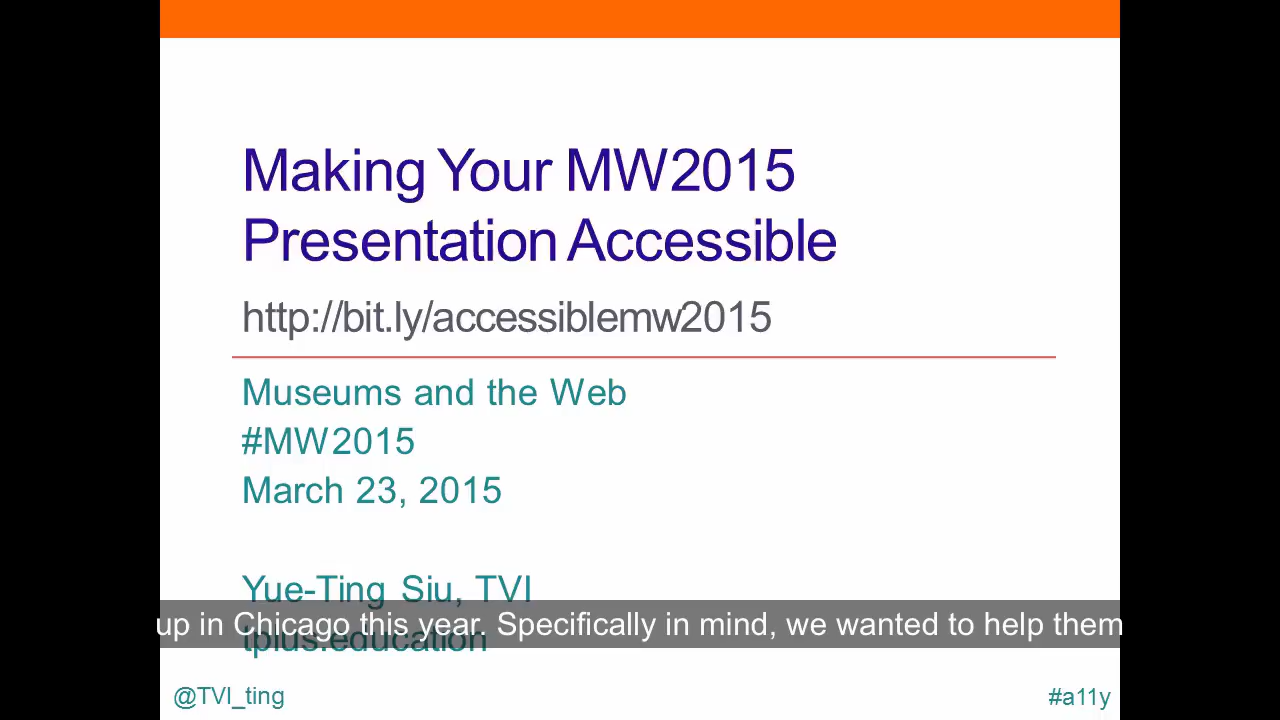 Making Your MW2015
Presentation Accessible
http://bit.ly/accessiblemw2015
Museums and the Web
#MW2015
March 23, 2015
Yue-Ting Siu, TVI
up in Chicago this year. Specifically in mind, we wanted to help them
tplus.education
@TVI_ting
#a11y